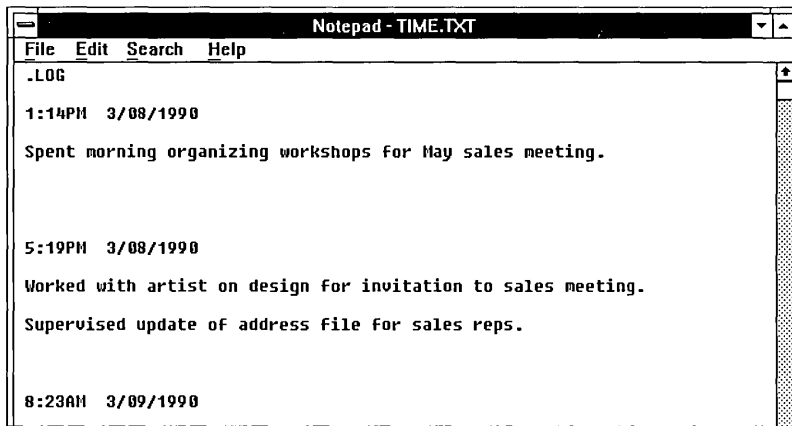 Notepad - TIME.TXT
File Edit Search Help
.LOG
1:14PM 3/08/1990
Spent morning organizing workshops for May sales meeting.
5:19PM 3/08/1990
Worked with artist on design for invitation to sales meeting.
Supervised update of address file for sales reps.
8:23AM 3/09/1990